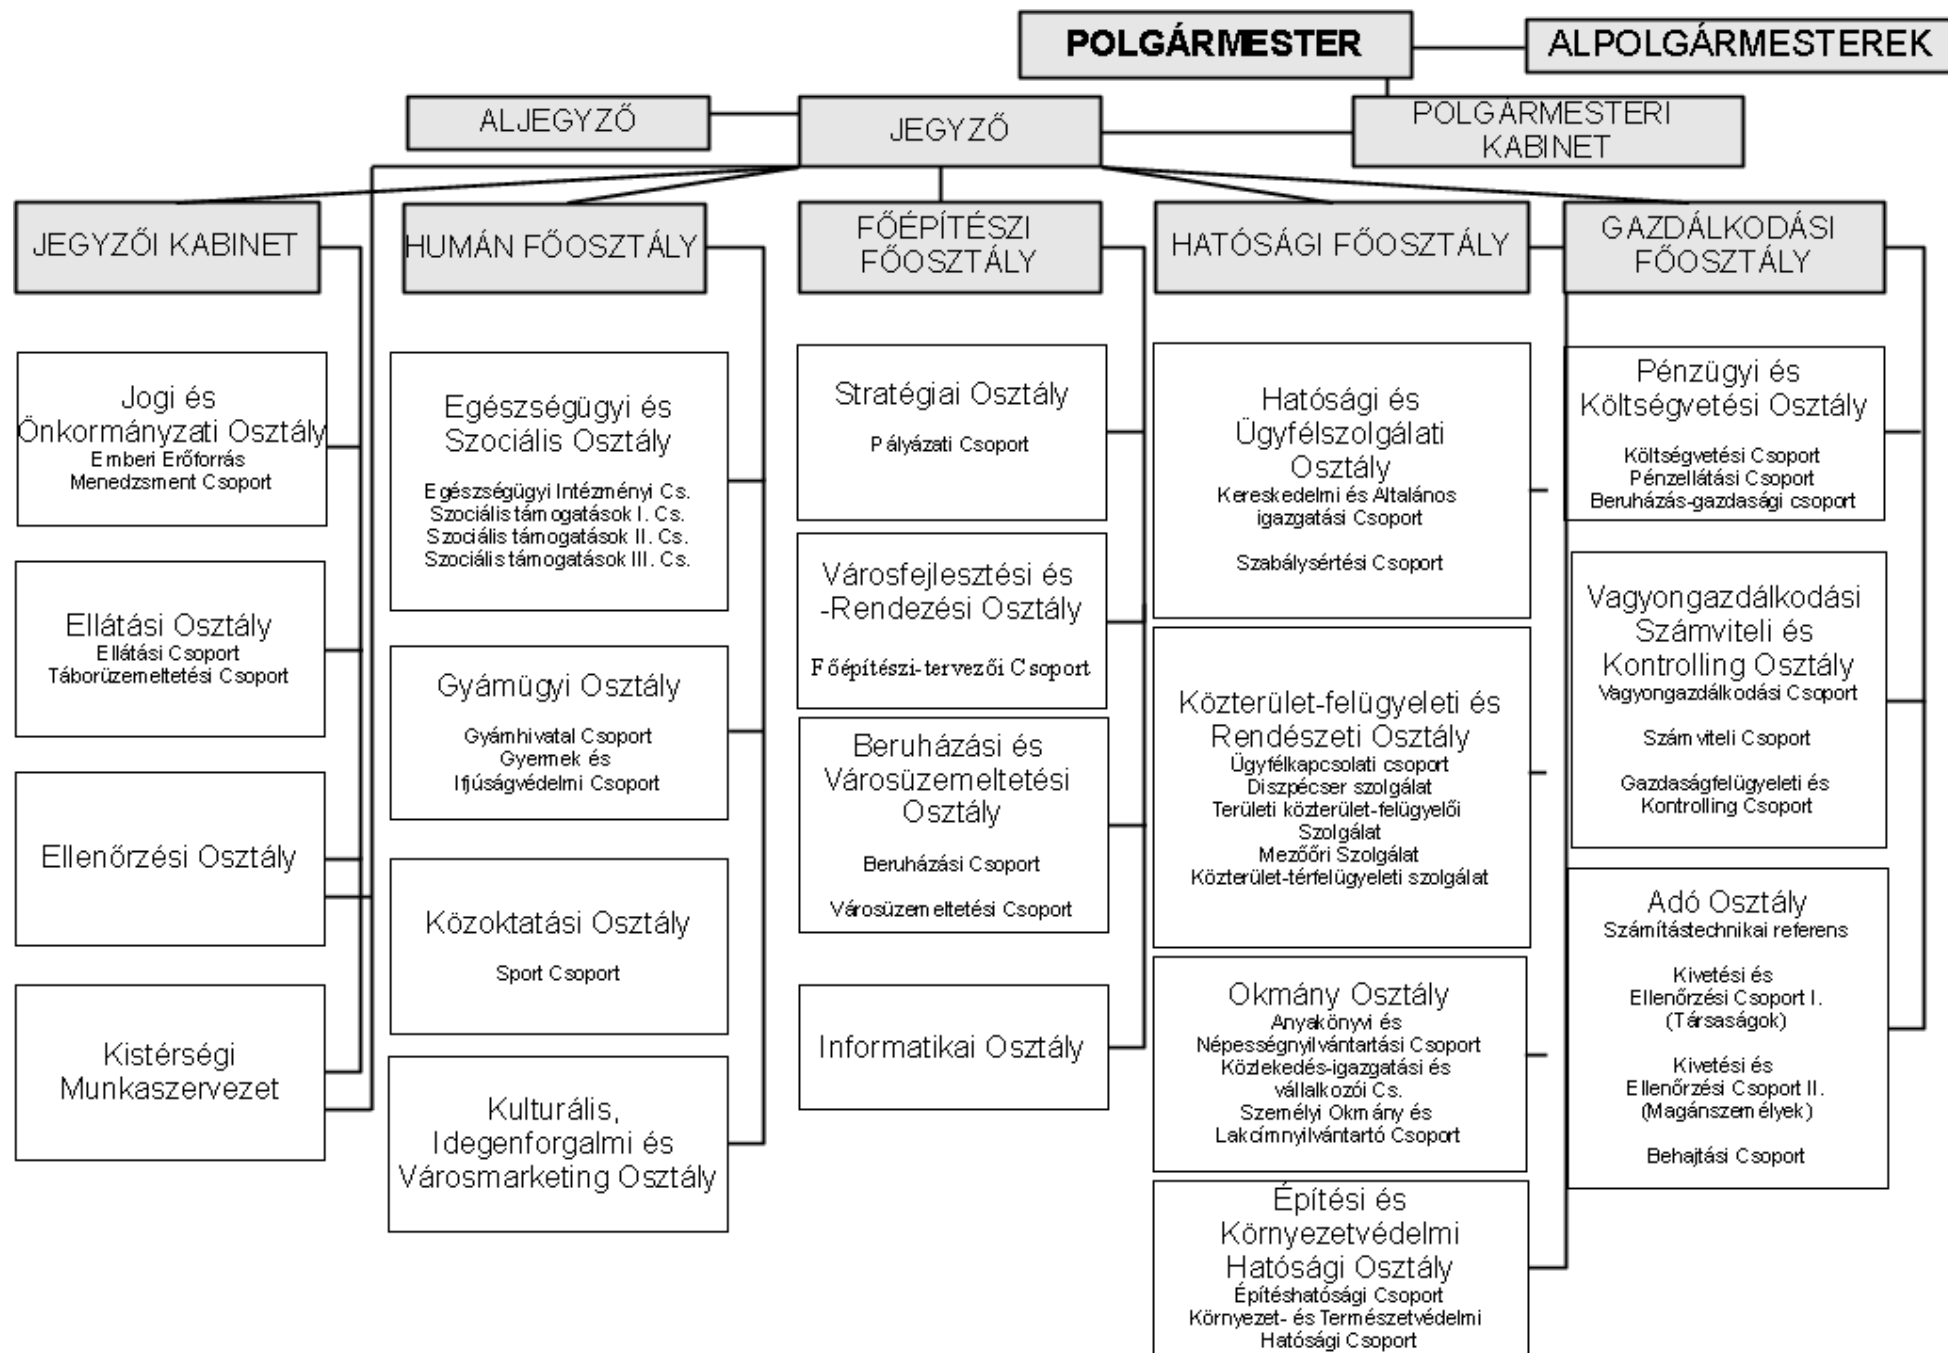 POLGÁRMESTER
ALPOLGÁRMESTEREK
ALJEGYZŐ
JEGYZŐ
POLGÁRMESTERI
KABINET
JEGYZŐI KABINET
HUMÁN FŐOSZTÁLY
FŐÉPÍTÉSZI
FŐOSZTÁLY
HATÓSÁGI FŐOSZTÁLY
GAZDÁLKODÁSI
FŐOSZTÁLY
Jogi és
Önkormányzati Osztály
Emberi Erőforrás
Menedzsment Csoport
Ellátási Osztály
Ellátási Csoport
Táborüzemeltetési Csoport
Ellenőrzési Osztály
Kistérségi
Munkaszervezet
Egészségügyi és
Szociális Osztály
Egészségügyi Intézményi Cs.
Szociális támogatások I. Cs.
Szociális támogatások II. Cs.
Szociális támogatások III. Cs.
Gyámügyi Osztály
Gyámhivatal Csoport
Gyermek és
Ifjúságvédelmi Csoport
Közoktatási Osztály
Sport Csoport
Kulturális,
Idegenforgalmi és
Városmarketing Osztály
Stratégiai Osztály
Pályázati Csoport
Városfejlesztési és
-Rendezési Osztály
Főépítészi-tervezői Csoport
Beruházási és
Városüzemeltetési
Osztály
Beruházási Csoport
Városüzemeltetési Csoport
Informatikai Osztály
Hatósági és
Ügyfélszolgálati
Osztály
Kereskedelmi és Általános
igazgatási Csoport
Szabálysértési Csoport
Közterület-felügyeleti és
Rendészeti Osztály
Ügyfélkapcsolati csoport
Diszpécser szolgálat
Területi közterület-felügyelői
Szolgálat
Mezőőri Szolgálat
Közterület-térfelügyeleti szolgálat
Okmány Osztály
Anyakönyvi és
Népességnyilvántartási Csoport
Közlekedés-igazgatási és
vállalkozói Cs.
Személyi Okmány és
Lakcímnyilvántartó Csoport
Építési és
Környezetvédelmi
Hatósági Osztály
Építéshatósági Csoport
Környezet- és Természetvédelmi
Hatósági Csoport
Pénzügyi és
Költségvetési Osztály
Költségvetési Csoport
Pénzellátási Csoport
Beruházás-gazdasági csoport
Vagyongazdálkodási
Számviteli és
Kontrolling Osztály
Vagyongazdálkodási Csoport
Számviteli Csoport
Gazdaságfelügyeleti és
Kontrolling Csoport
Adó Osztály
Számítástechnikai referens
Kivetési és
Ellenőrzési Csoport I.
(Társaságok)
Kivetési és
Ellenőrzési Csoport II.
(Magánszemélyek)
Behajtási Csoport